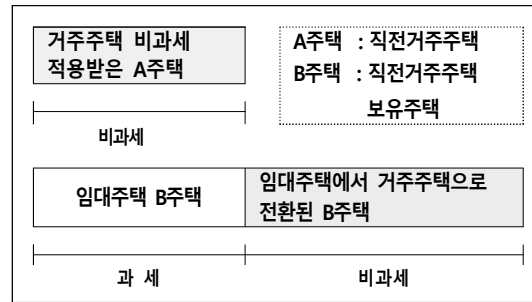 거주주택 비과세
적용받은 A주택
A주택 : 직전거주주택
B주택 : 직전거주주택
보유주택
비과세
임대주택 B주택
임대주택에서 거주주택으로
전환된 B주택
과 세
비과세